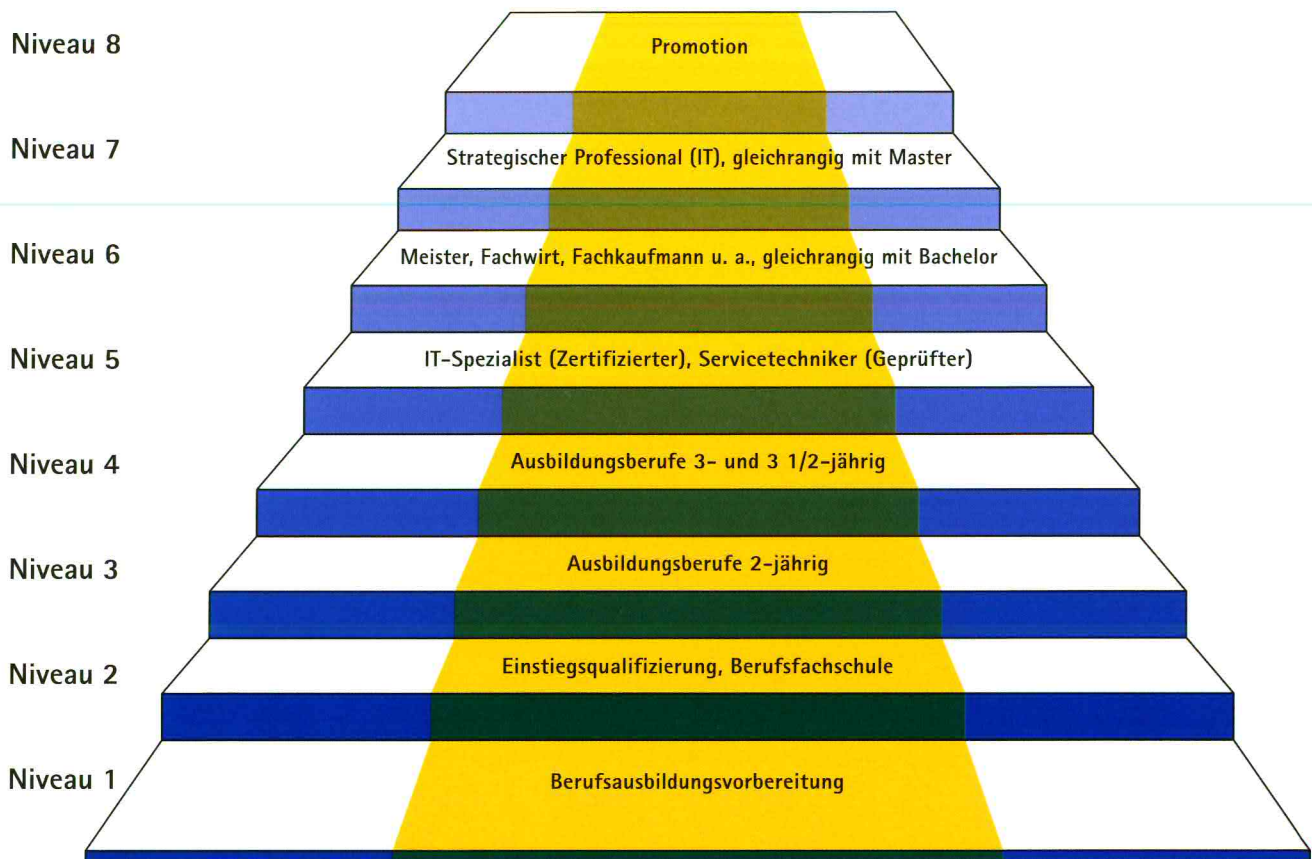 Niveau 8
Promotion
Niveau 7
Strategischer Professional (IT), gleichrangig mit Master
Niveau 6
Meister, Fachwirt, Fachkaufmann u. a., gleichrangig mit Bachelor
Niveau 5
IT-Spezialist (Zertifizierter), Servicetechniker (Geprüfter)
Niveau 4
Ausbildungsberufe 3- und 3 1/2-jährig
Niveau 3
Ausbildungsberufe 2-jährig
Niveau 2
Einstiegsqualifizierung, Berufsfachschule
Niveau 1
Berufsausbildungsvorbereitung